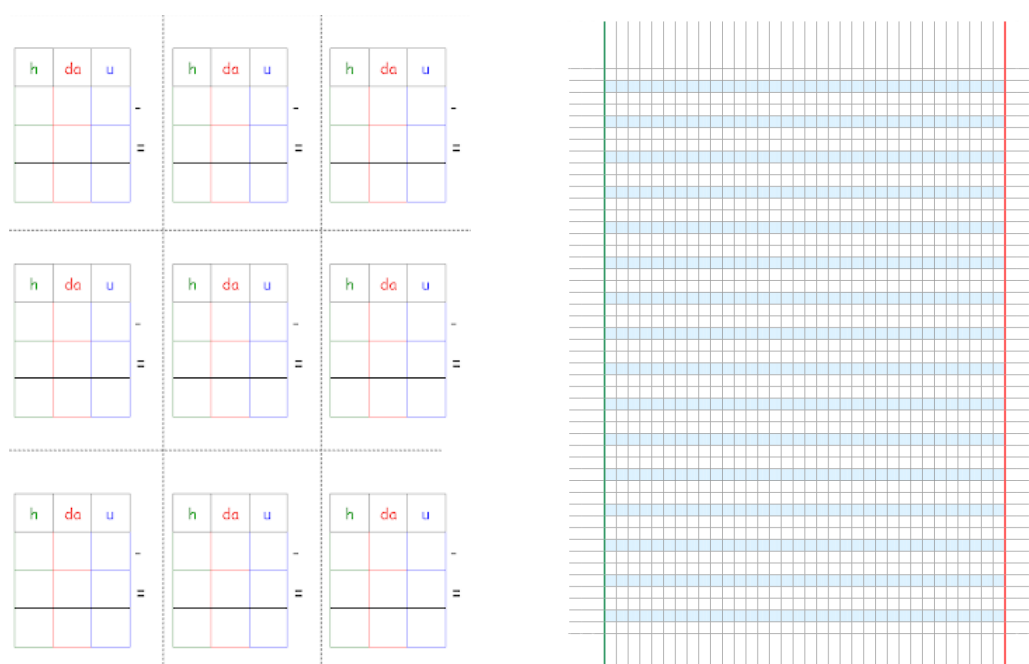 h da u h da u h da u
- - -
= = =
h da u h da u h da u
- - -
= = =
h da u h da u h da u
- - -
= = =